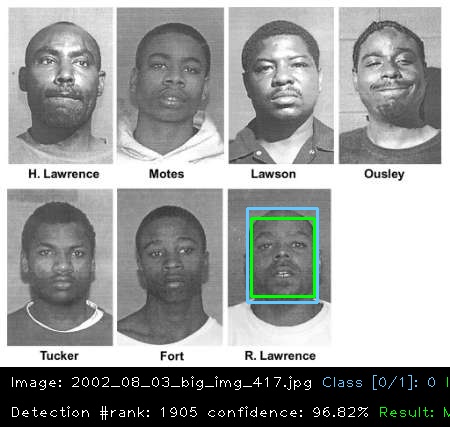 H. Lawrence Motes Lawson Ousley
Tucker Fort R. Lawrence
Image: 2002_08_03_big_img_417.jpg Class [0/1]: 0
Detection #rank: 1905 confidence: 96.82% Result: